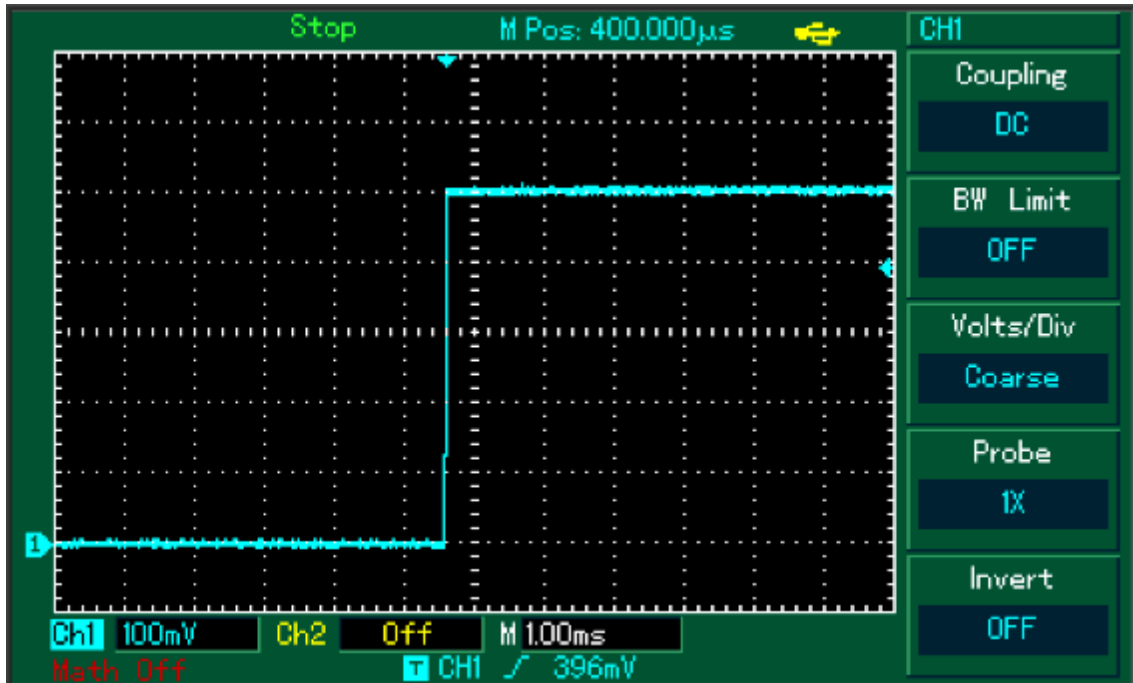 Stop M Pos: 400.000µs CH1
Coupling
DC
BW Limit
OFF
Volts/Div
Coarse
Probe
1X
1
Invert
OFF
Ch1 100mV Ch2 Off M 1.00ms
Math Off T CH1 396mV